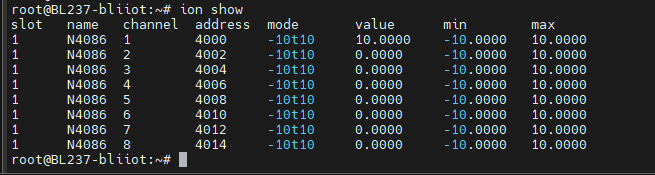 root@BL237-bliiot:~# ion show
slot name channel address mode value min max
1 N4086 1 4000 -10t10 10.0000 -10.0000 10.0000
1 N4086 2 4002 -10t10 0.0000 -10.0000 10.0000
1 N4086 3 4004 -10t10 0.0000 -10.0000 10.0000
1 N4086 4 4006 -10t10 0.0000 -10.0000 10.0000
1 N4086 5 4008 -10t10 0.0000 -10.0000 10.0000
1 N4086 6 4010 -10t10 0.0000 -10.0000 10.0000
1 N4086 7 4012 -10t10 0.0000 -10.0000 10.0000
1 N4086 8 4014 -10t10 0.0000 -10.0000 10.0000
root@BL237-bliiot:~#